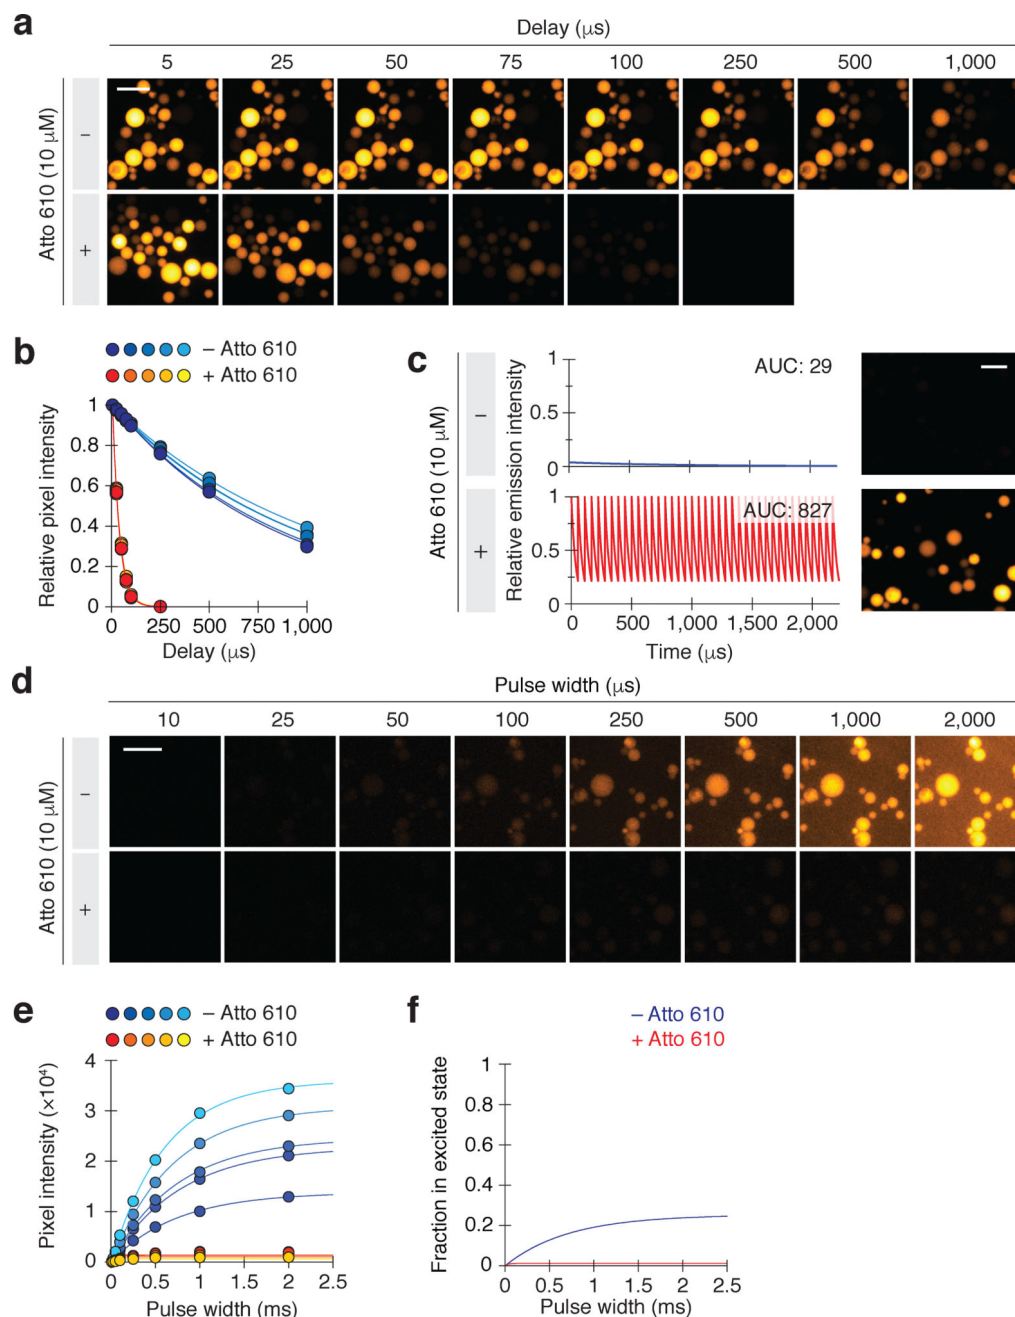 a
Delay (μs)
5 25 50 75 100 250 500 1,000
Atto 610 (10 μM)
–
+
b
– Atto 610
+ Atto 610
Relative pixel intensity
1
0.8
0.6
0.4
0.2
0
0 250 500 750 1,000
Delay (μs)
c
Atto 610 (10 μM)
–
+
Relative emission intensity
1
0.5
0
AUC: 29
1
0.5
0
AUC: 827
0 500 1,000 1,500 2,000
Time (μs)
d
Pulse width (μs)
10 25 50 100 250 500 1,000 2,000
Atto 610 (10 μM)
–
+
e
– Atto 610
+ Atto 610
Pixel intensity (×10⁴)
4
3
2
1
0
0 0.5 1 1.5 2 2.5
Pulse width (ms)
f
– Atto 610
+ Atto 610
Fraction in excited state
1
0.8
0.6
0.4
0.2
0
0 0.5 1 1.5 2 2.5
Pulse width (ms)